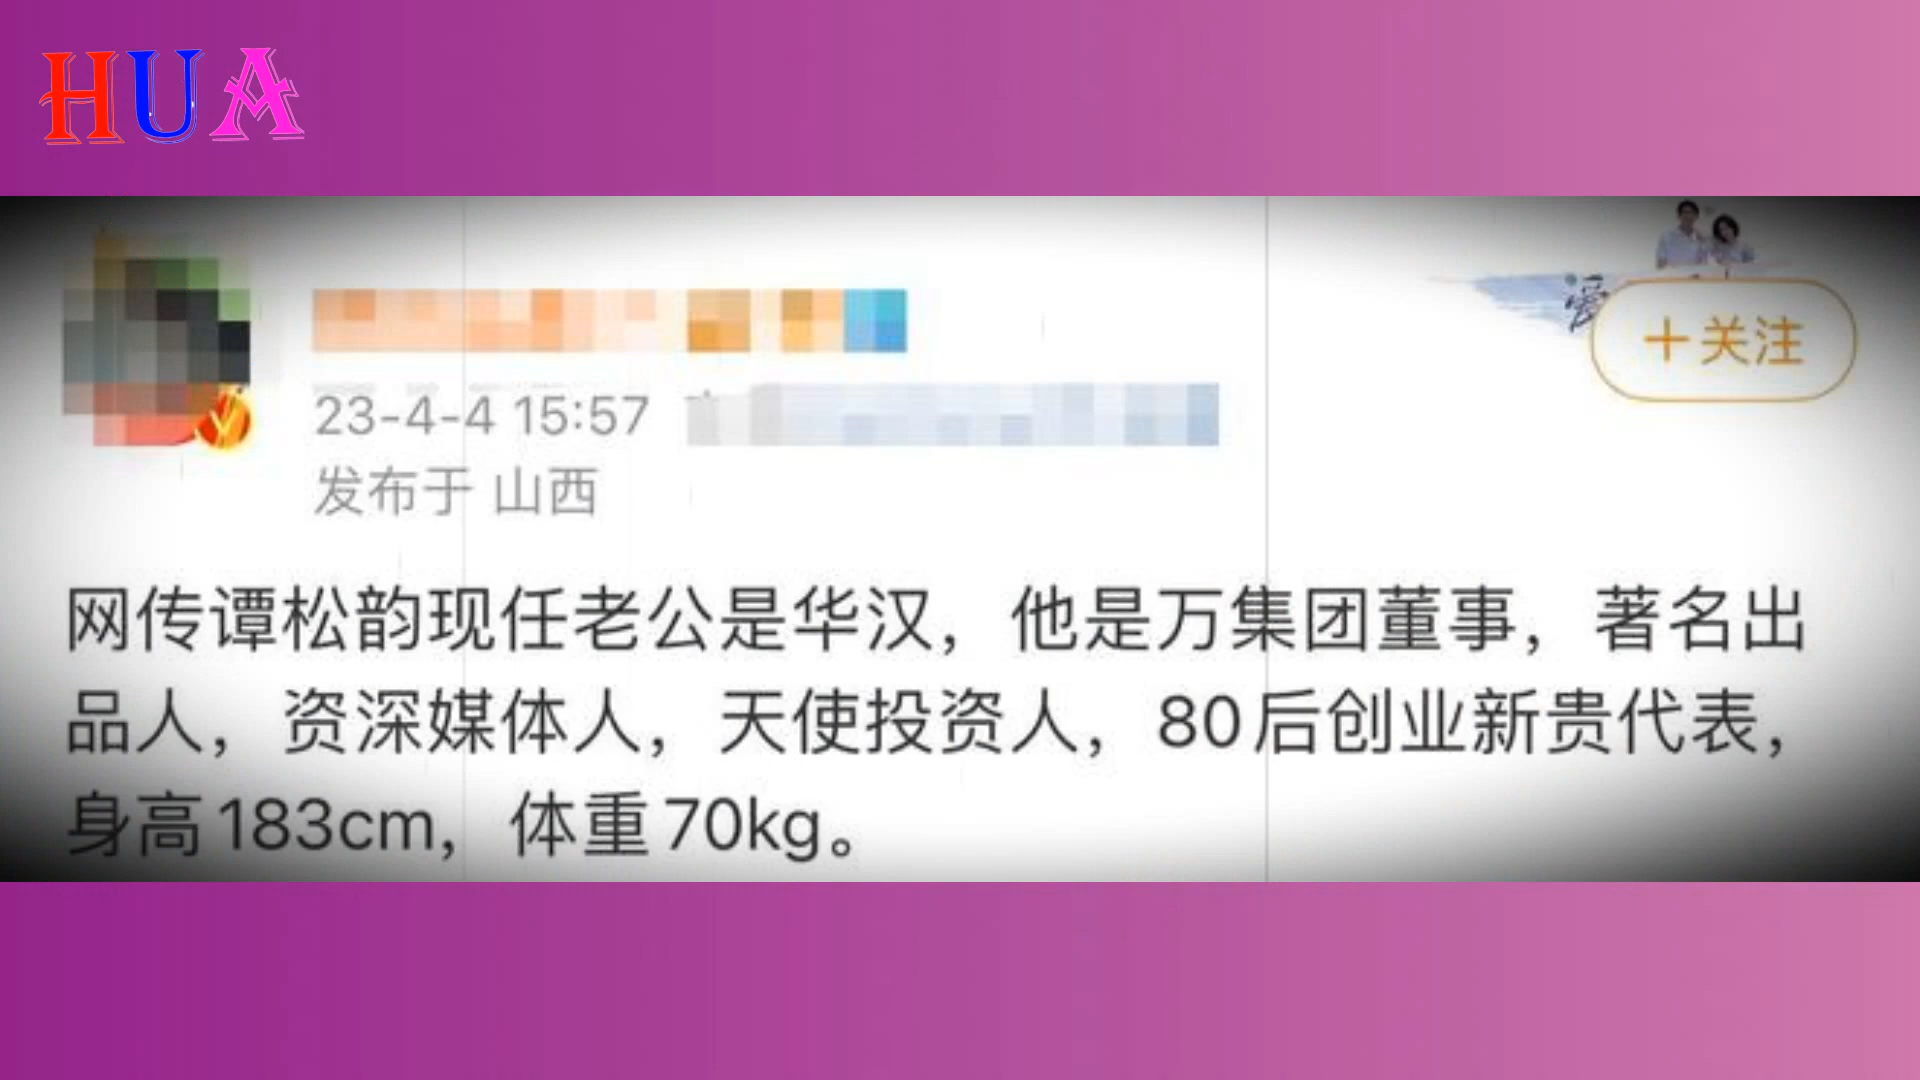 HUA
爱
+关注
23-4-4 15:57
发布于 山西
网传谭松韵现任老公是华汉，他是万集团董事，著名出
品人，资深媒体人，天使投资人，80后创业新贵代表，
身高183cm，体重70kg。